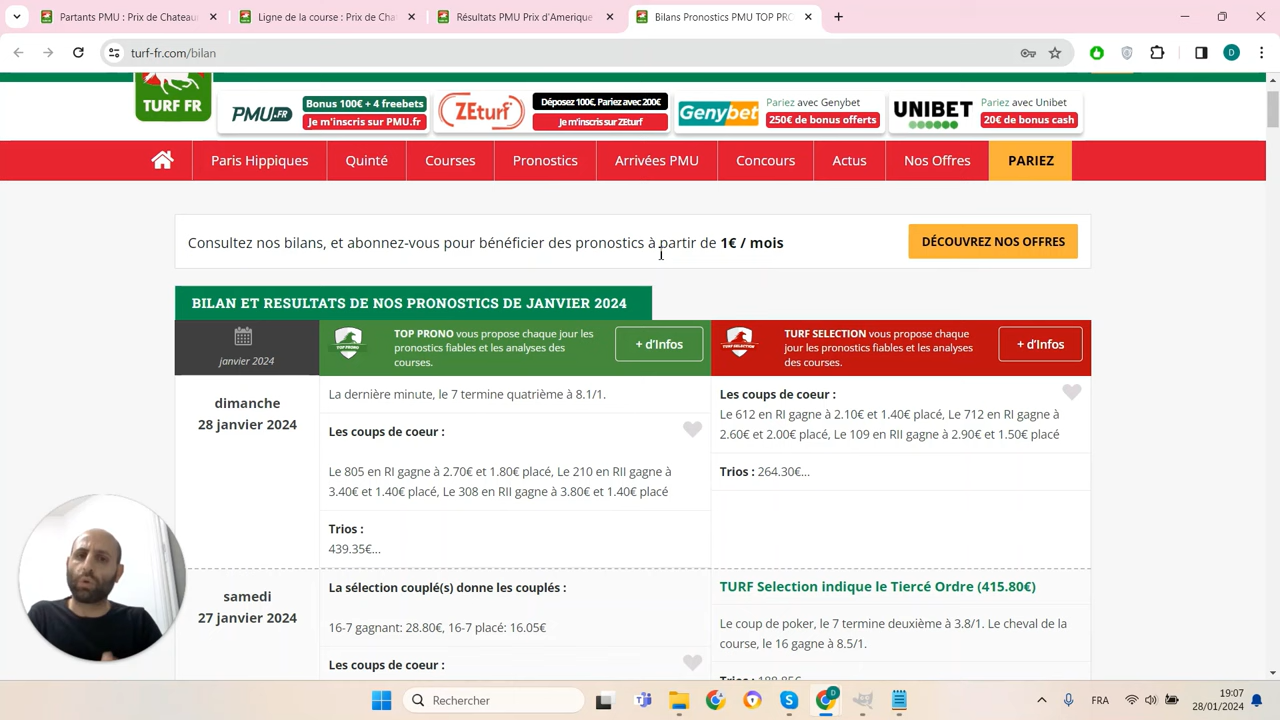 Partants PMU : Prix de Chateau
Ligne de la course : Prix de Cha
Résultats PMU Prix d'Amerique
Bilans Pronostics PMU TOP PRO
turf-fr.com/bilan
D
TURF FR
PMU.FR
Bonus 100€ + 4 freebets
Je m'inscris sur PMU.fr
ZEturf
Déposez 100€, Pariez avec 200€
Je m'inscris sur ZEturf
Genybet
Pariez avec Genybet
250€ de bonus offerts
UNIBET
Pariez avec Unibet
20€ de bonus cash
Paris Hippiques
Quinté
Courses
Pronostics
Arrivées PMU
Concours
Actus
Nos Offres
PARIEZ
Consultez nos bilans, et abonnez-vous pour bénéficier des pronostics à partir de 1€ / mois
DÉCOUVREZ NOS OFFRES
BILAN ET RESULTATS DE NOS PRONOSTICS DE JANVIER 2024
janvier 2024
TOP PRONO
TOP PRONO vous propose chaque jour les
pronostics fiables et les analyses des
courses.
+ d'Infos
TURF SELECTION
TURF SELECTION vous propose chaque
jour les pronostics fiables et les analyses
des courses.
+ d'Infos
dimanche
28 janvier 2024
La dernière minute, le 7 termine quatrième à 8.1/1.
Les coups de coeur :
Le 805 en RI gagne à 2.70€ et 1.80€ placé, Le 210 en RII gagne à
3.40€ et 1.40€ placé, Le 308 en RII gagne à 3.80€ et 1.40€ placé
Trios :
439.35€...
Les coups de coeur :
Le 612 en RI gagne à 2.10€ et 1.40€ placé, Le 712 en RI gagne à
2.60€ et 2.00€ placé, Le 109 en RII gagne à 2.90€ et 1.50€ placé
Trios : 264.30€...
samedi
27 janvier 2024
La sélection couplé(s) donne les couplés :
16-7 gagnant: 28.80€, 16-7 placé: 16.05€
Les coups de coeur :
TURF Selection indique le Tiercé Ordre (415.80€)
Le coup de poker, le 7 termine deuxième à 3.8/1. Le cheval de la
course, le 16 gagne à 8.5/1.
Rechercher
FRA
19:07
28/01/2024